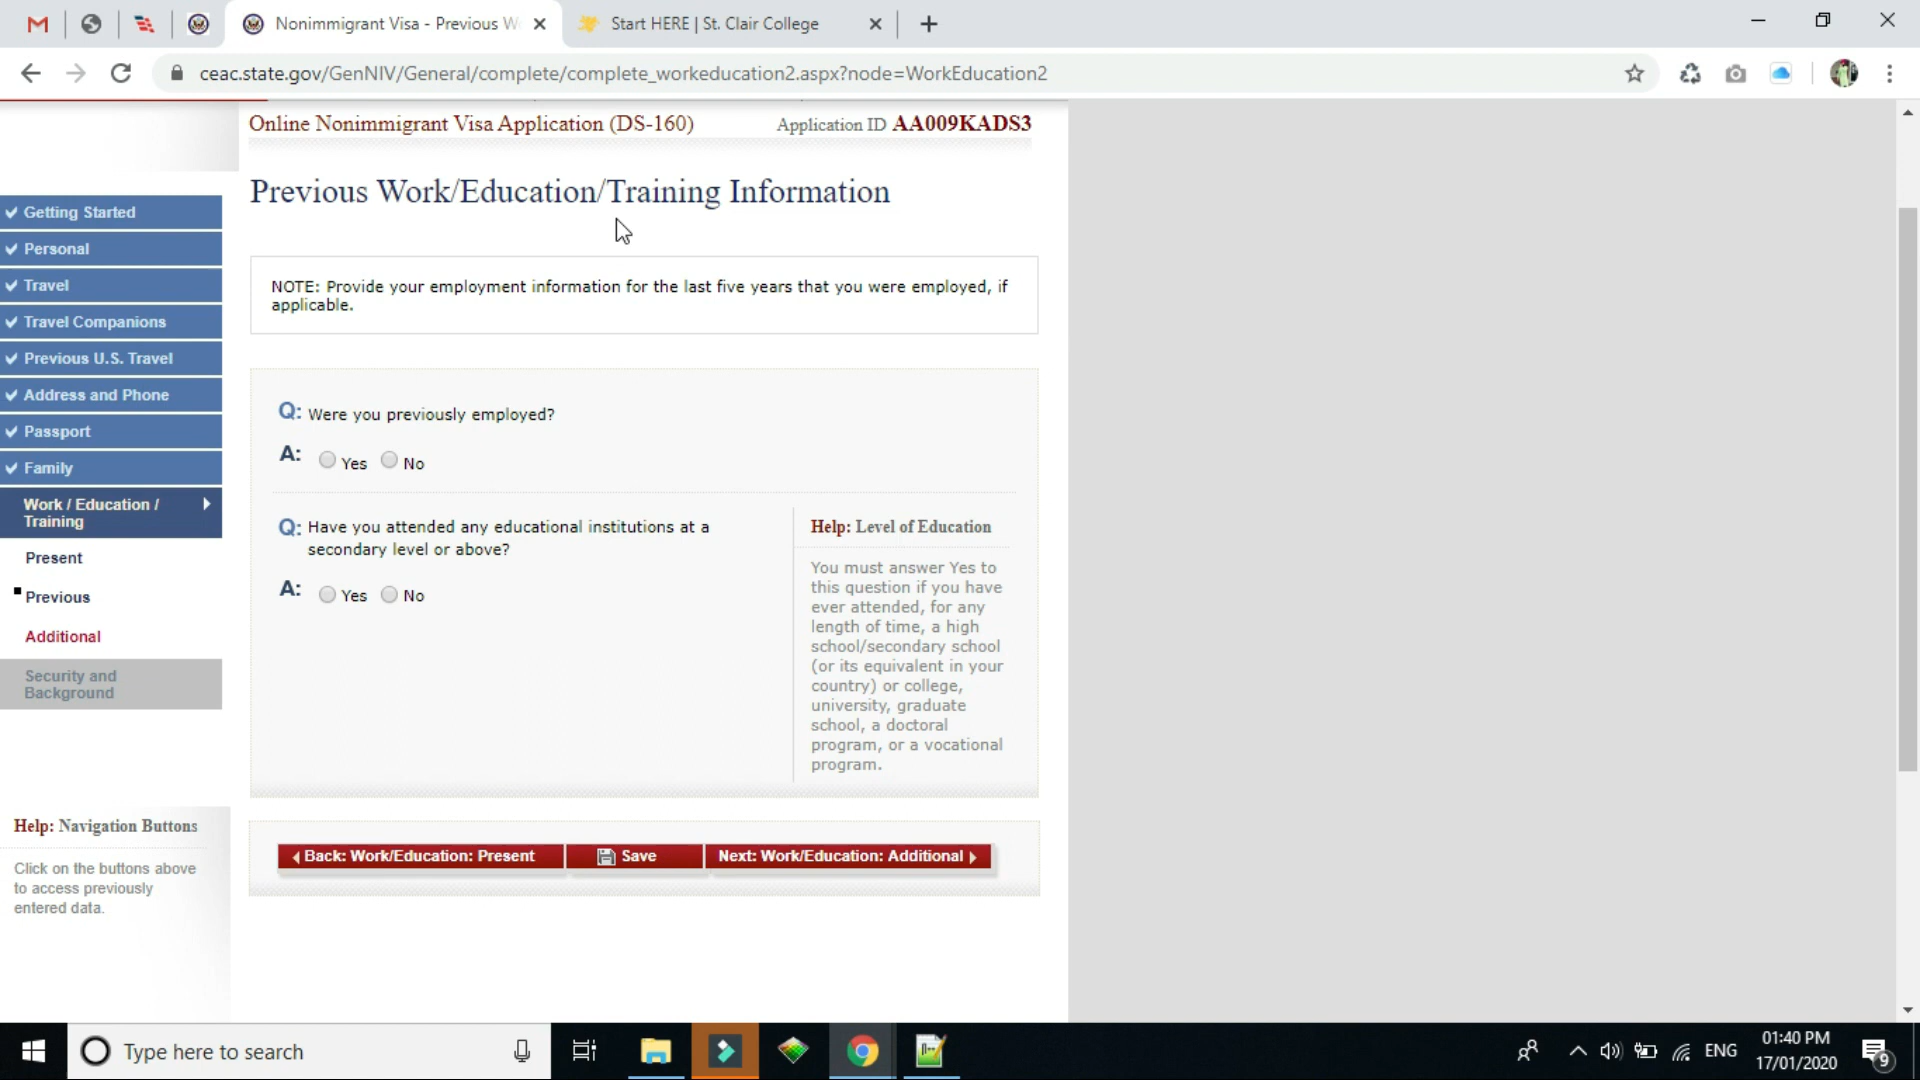 Nonimmigrant Visa - Previous W
Start HERE | St. Clair College
ceac.state.gov/GenNIV/General/complete/complete_workeducation2.aspx?node=WorkEducation2
Online Nonimmigrant Visa Application (DS-160)
Application ID AA009KADS3
Previous Work/Education/Training Information
Getting Started
Personal
Travel
Travel Companions
Previous U.S. Travel
Address and Phone
Passport
Family
Work / Education /
Training
Present
Previous
Additional
Security and
Background
Help: Navigation Buttons
Click on the buttons above
to access previously
entered data.
NOTE: Provide your employment information for the last five years that you were employed, if
applicable.
Q: Were you previously employed?
A: Yes No
Q: Have you attended any educational institutions at a
secondary level or above?
A: Yes No
Help: Level of Education
You must answer Yes to
this question if you have
ever attended, for any
length of time, a high
school/secondary school
(or its equivalent in your
country) or college,
university, graduate
school, a doctoral
program, or a vocational
program.
Back: Work/Education: Present
Save
Next: Work/Education: Additional
Type here to search
ENG
01:40 PM
17/01/2020
9